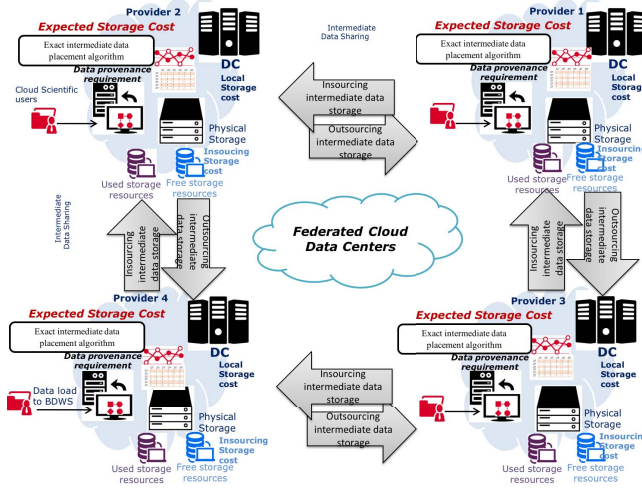 Provider 2
Expected Storage Cost
Exact intermediate data
placement algorithm
Data provenance
requirement
DC
Local
Storage
cost
Cloud Scientific
users
Physical
Storage
Insoucing
Storage
cost
Used storage
resources
Free storage
resources
Intermediate
Data Sharing
Insourcing
intermediate data
storage
Outsourcing
intermediate data
storage
Provider 1
Expected Storage Cost
Exact intermediate data
placement algorithm
Data provenance
requirement
DC
Local
Storage
cost
Physical
Storage
Insourcing
Storage
cost
Used storage
resources
Free storage
resources
Intermediate
Data Sharing
Insourcing
intermediate
data storage
Outsourcing
intermediate
data storage
Federated Cloud
Data Centers
Insourcing
intermediate
data storage
Outsourcing
intermediate
data storage
Provider 4
Expected Storage Cost
Exact intermediate data
placement algorithm
Data provenance
requirement
DC
Local
Storage
cost
Data load
to BDWS
Physical
Storage
Insourcing
Storage
cost
Used storage
resources
Free storage
resources
Insourcing
intermediate data
storage
Outsourcing
intermediate data
storage
Provider 3
Expected Storage Cost
Exact intermediate data
placement algorithm
Data provenance
requirement
DC
Local
Storage
cost
Physical
Storage
Insourcing
Storage
cost
Used storage
resources
Free storage
resources